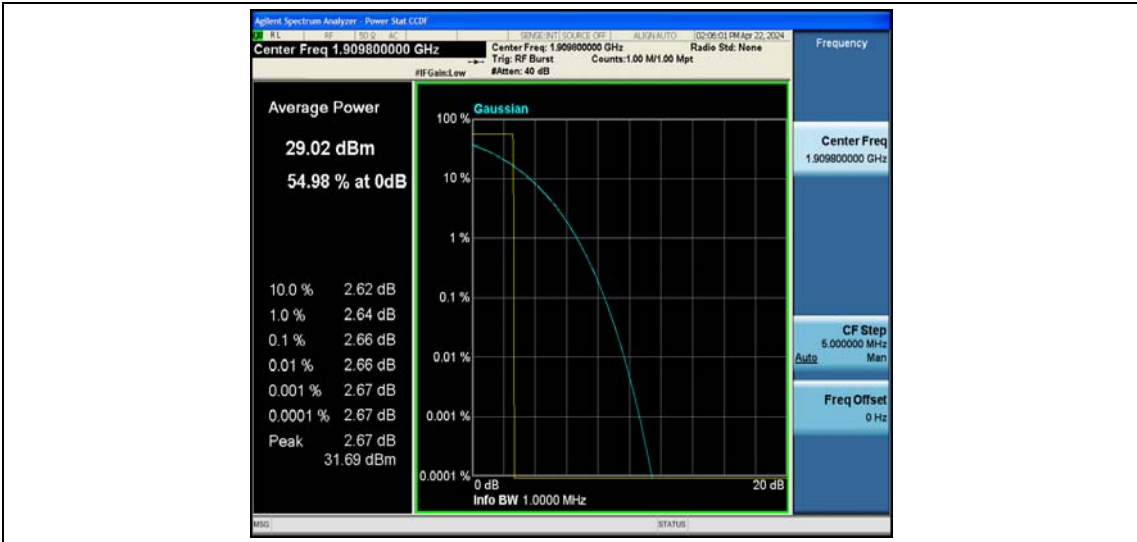 Agilent Spectrum Analyzer - Power Stat CCDF
RL RF 50 Ω AC SENSE:INT SOURCE OFF ALIGNAUTO 02:06:01 PM Apr 22, 2024
Center Freq 1.909800000 GHz
Center Freq: 1.909800000 GHz Radio Std: None
Trig: RF Burst Counts:1.00 M/1.00 Mpt
#IFGain:Low #Atten: 40 dB
Frequency
Average Power
29.02 dBm
54.98 % at 0dB
10.0 % 2.62 dB
1.0 % 2.64 dB
0.1 % 2.66 dB
0.01 % 2.66 dB
0.001 % 2.67 dB
0.0001 % 2.67 dB
Peak 2.67 dB
31.69 dBm
Gaussian
100 %
10 %
1 %
0.1 %
0.01 %
0.001 %
0.0001 %
0 dB 20 dB
Info BW 1.0000 MHz
Center Freq
1.909800000 GHz
CF Step
5.000000 MHz
Auto Man
Freq Offset
0 Hz
MSG STATUS